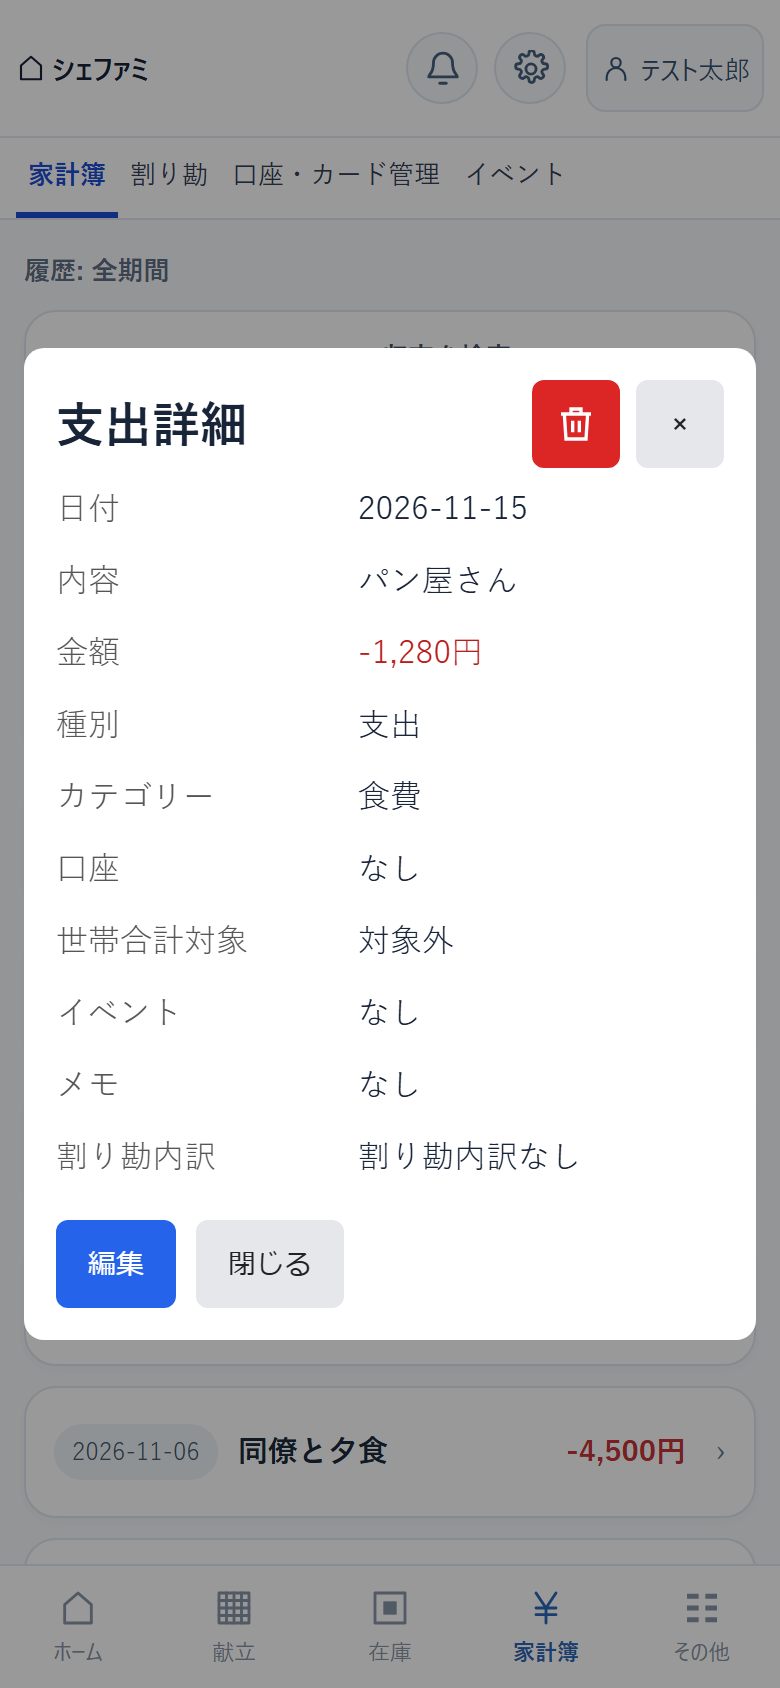 シェファミ
テスト太郎
家計簿 割り勘 口座・カード管理 イベント
履歴: 全期間
支出詳細
×
日付 2026-11-15
内容 パン屋さん
金額 -1,280円
種別 支出
カテゴリー 食費
口座 なし
世帯合計対象 対象外
イベント なし
メモ なし
割り勘内訳 割り勘内訳なし
編集 閉じる
2026-11-06 同僚と夕食 -4,500円 ›
ホーム 献立 在庫 家計簿 その他